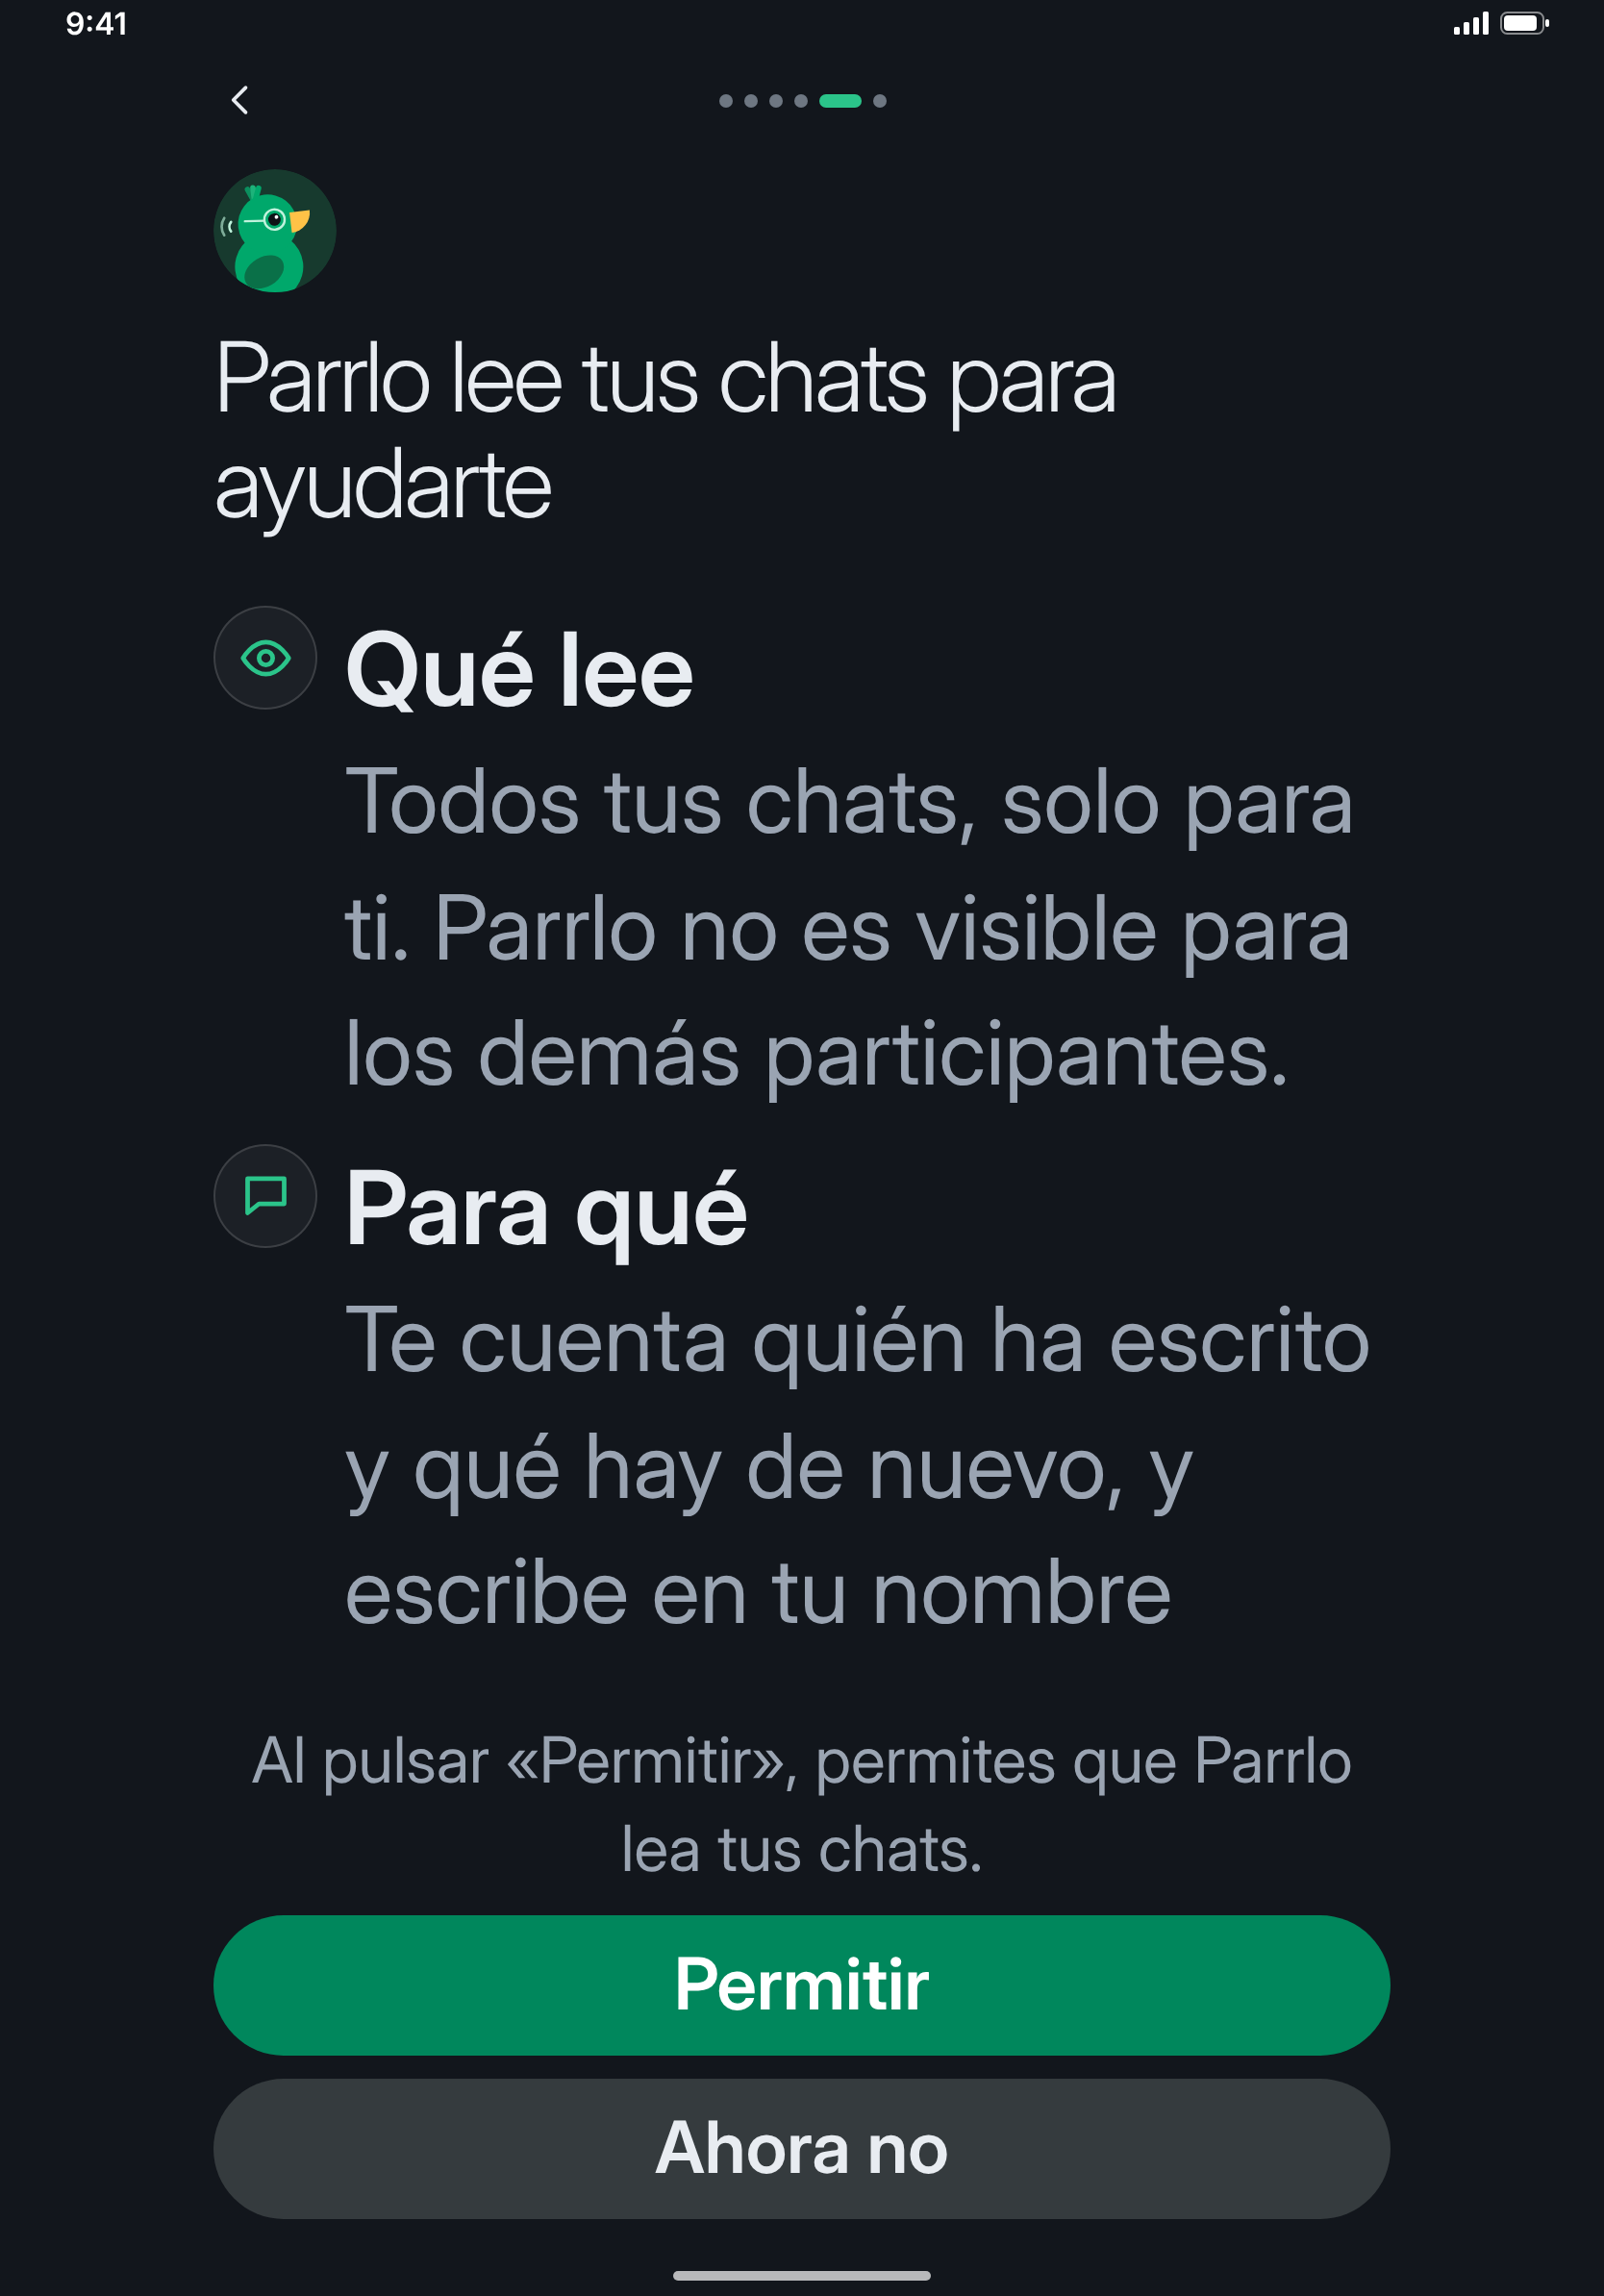 9:41
Parrlo lee tus chats para
ayudarte
Qué lee
Todos tus chats, solo para
ti. Parrlo no es visible para
los demás participantes.
Para qué
Te cuenta quién ha escrito
y qué hay de nuevo, y
escribe en tu nombre
Al pulsar «Permitir», permites que Parrlo
lea tus chats.
Permitir
Ahora no